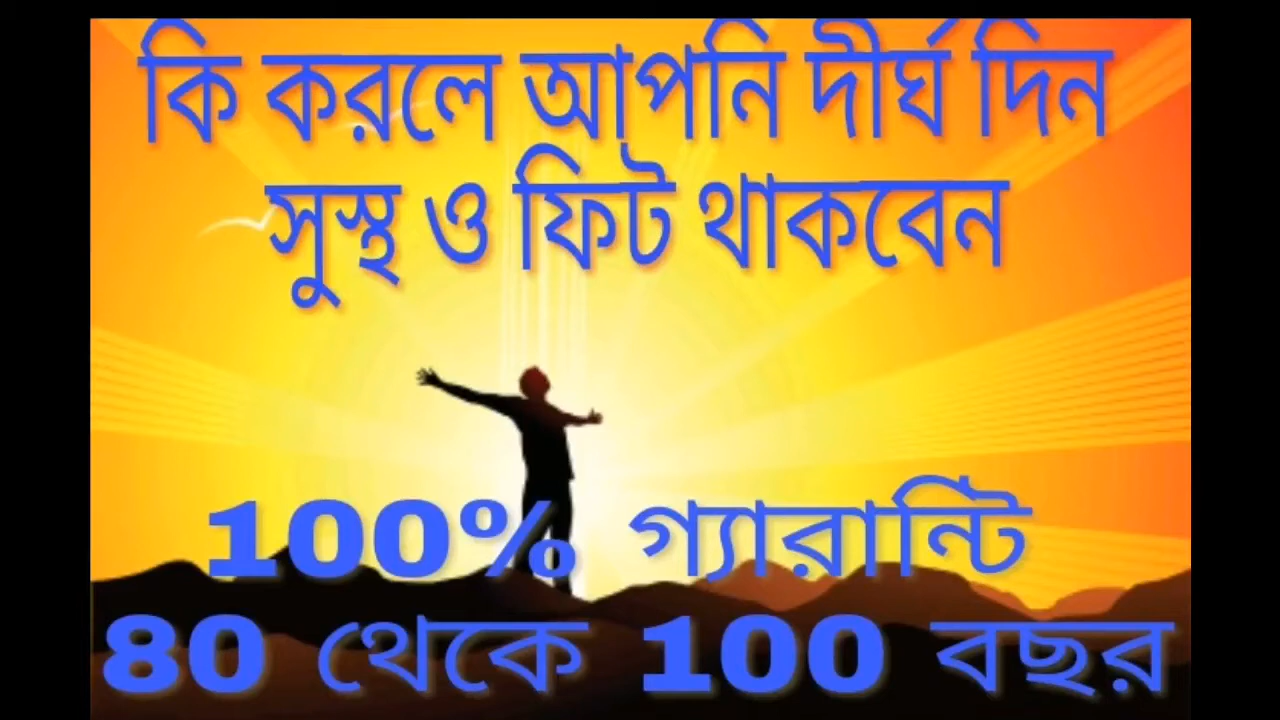 কি করলে আপনি দীর্ঘ দিন
সুস্থ ও ফিট থাকবেন
100% গ্যারান্টি
80 থেকে 100 বছর